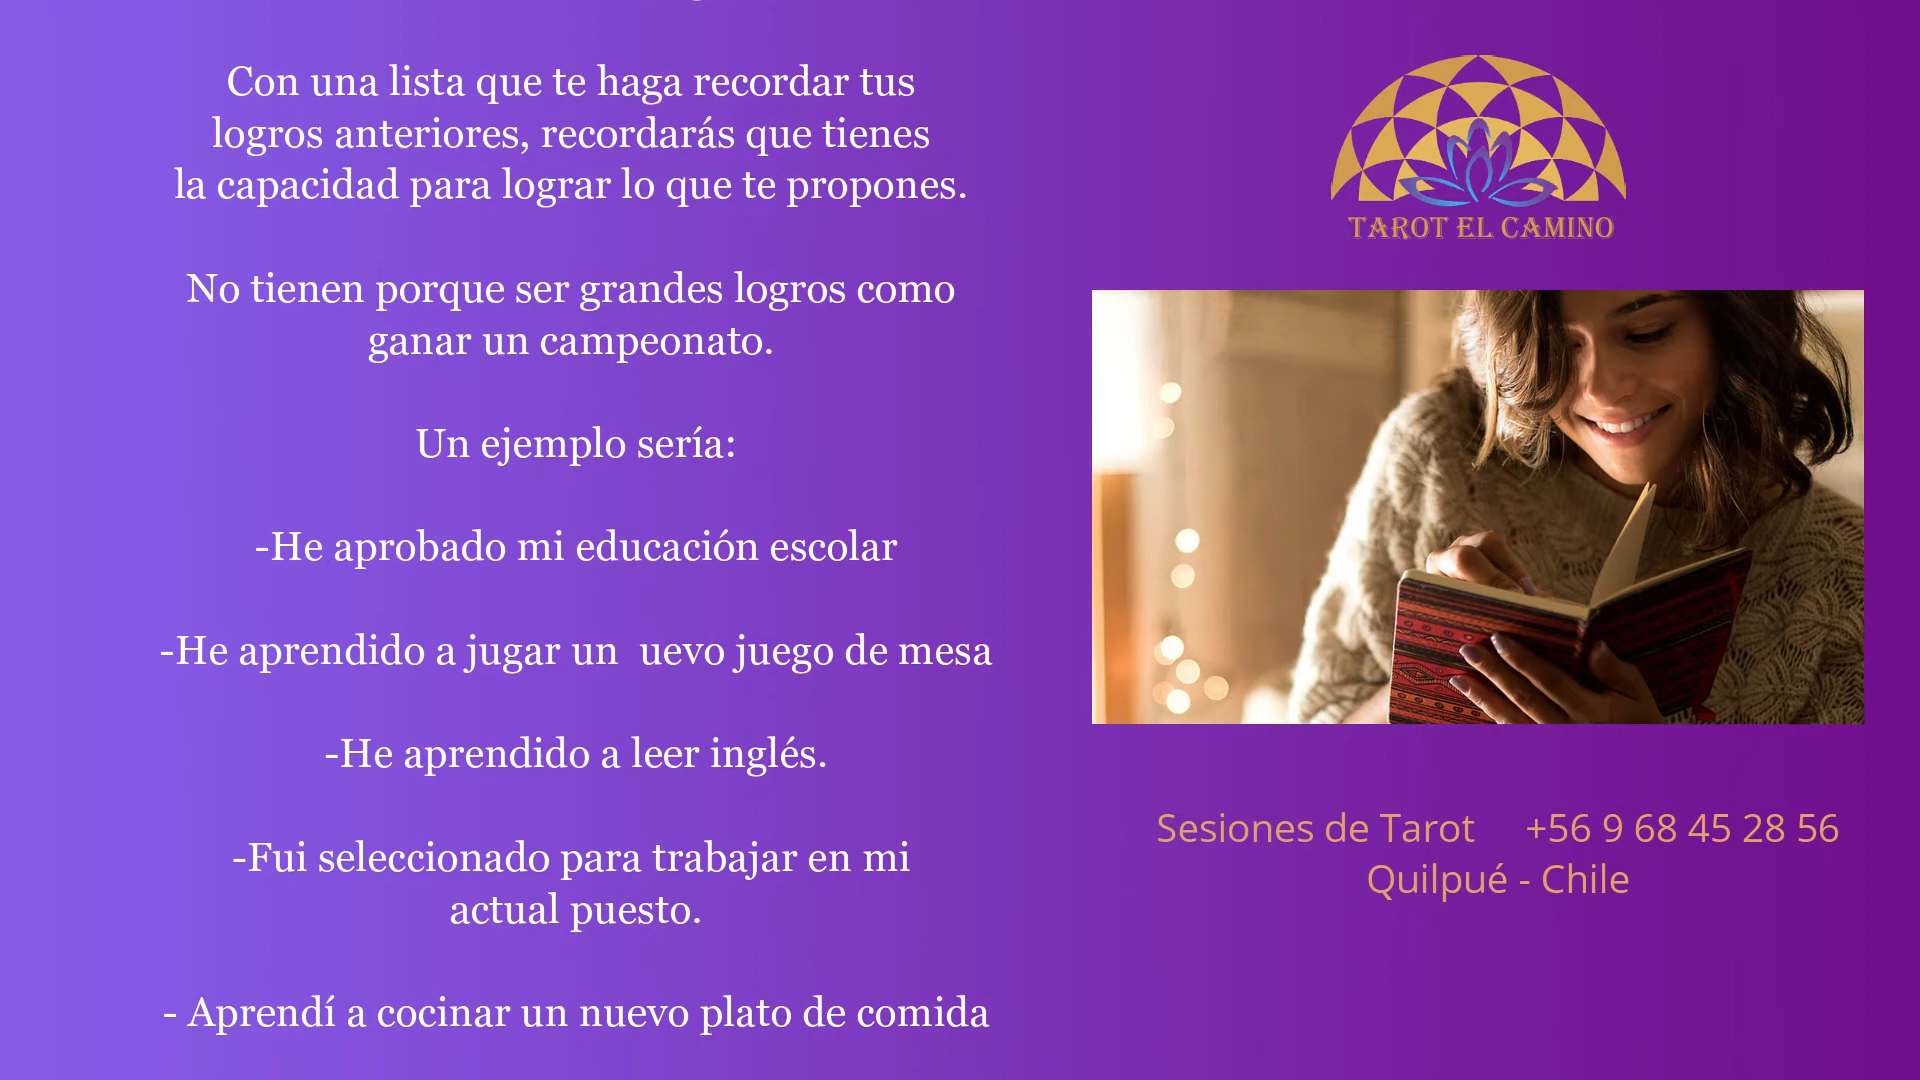 Con una lista que te haga recordar tus
logros anteriores, recordarás que tienes
la capacidad para lograr lo que te propones.
No tienen porque ser grandes logros como
ganar un campeonato.
Un ejemplo sería:
-He aprobado mi educación escolar
-He aprendido a jugar un  uevo juego de mesa
-He aprendido a leer inglés.
-Fui seleccionado para trabajar en mi
actual puesto.
- Aprendí a cocinar un nuevo plato de comida
TAROT EL CAMINO
Sesiones de Tarot +56 9 68 45 28 56
Quilpué - Chile